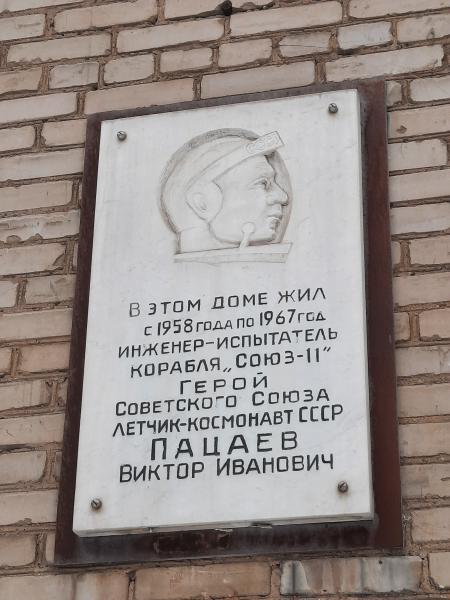 В ЭТОМ ДОМЕ ЖИЛ
С 1958 ГОДА ПО 1967 ГОД
ИНЖЕНЕР-ИСПЫТАТЕЛЬ
КОРАБЛЯ „СОЮЗ-11"
ГЕРОЙ
СОВЕТСКОГО СОЮЗА
ЛЕТЧИК-КОСМОНАВТ СССР
ПАЦАЕВ
ВИКТОР ИВАНОВИЧ